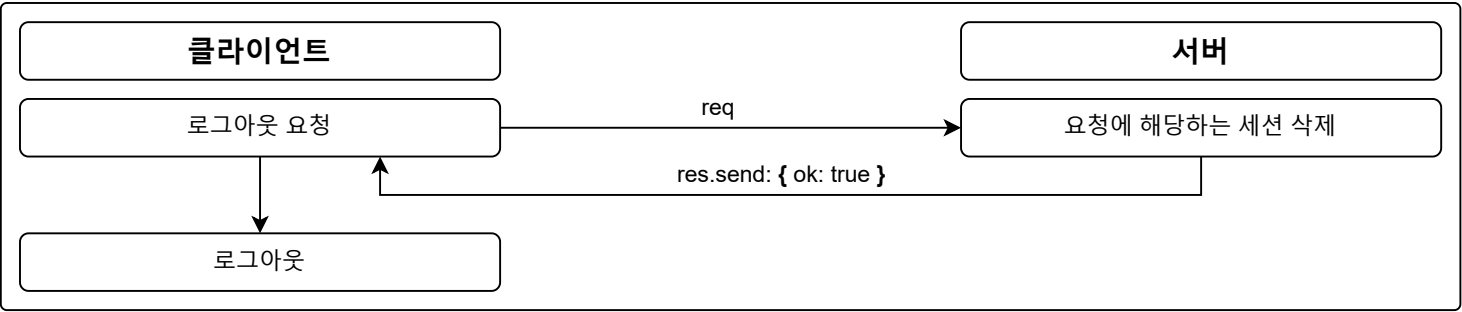 클라이언트
서버
로그아웃 요청
req
요청에 해당하는 세션 삭제
res.send: { ok: true }
로그아웃